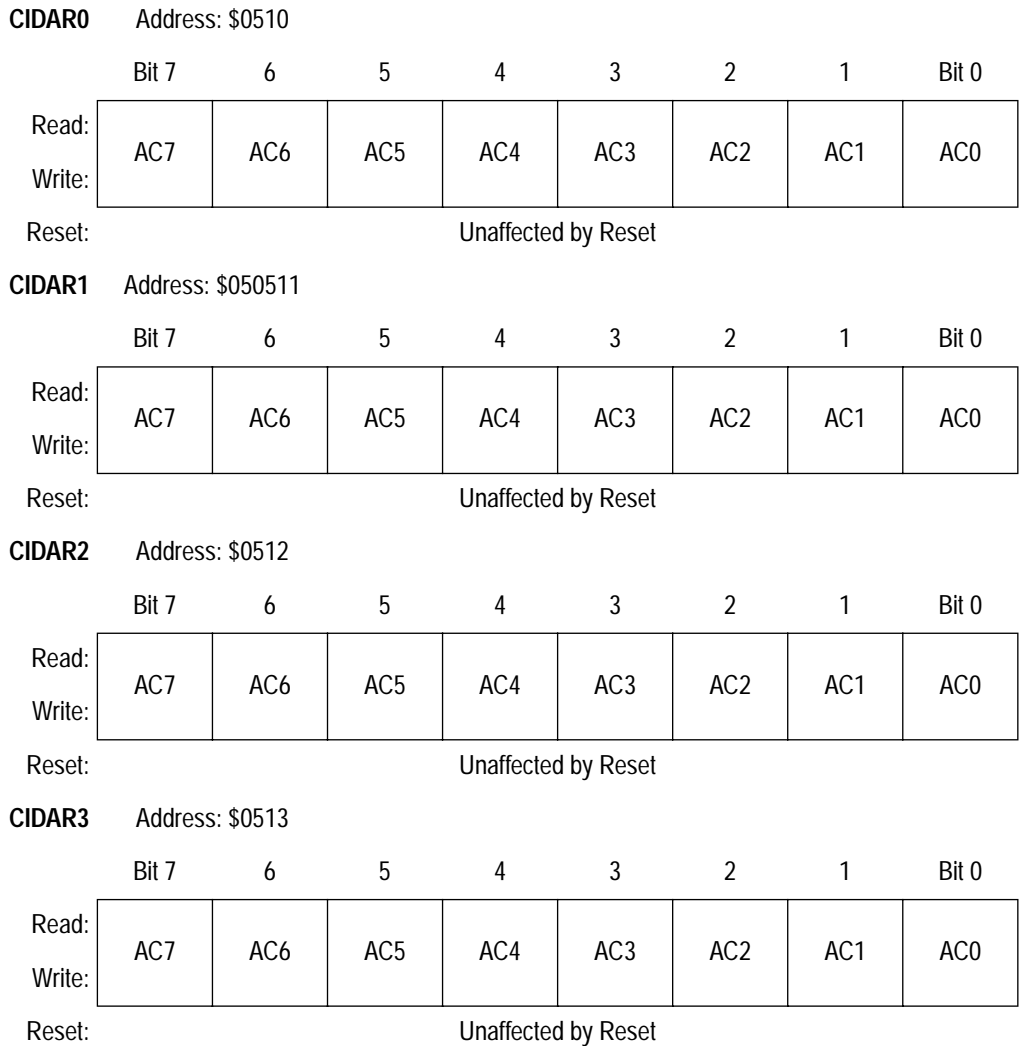 CIDAR0 Address: $0510
Bit 7 6 5 4 3 2 1 Bit 0
Read:
AC7 AC6 AC5 AC4 AC3 AC2 AC1 AC0
Write:
Reset: Unaffected by Reset
CIDAR1 Address: $050511
Bit 7 6 5 4 3 2 1 Bit 0
Read:
AC7 AC6 AC5 AC4 AC3 AC2 AC1 AC0
Write:
Reset: Unaffected by Reset
CIDAR2 Address: $0512
Bit 7 6 5 4 3 2 1 Bit 0
Read:
AC7 AC6 AC5 AC4 AC3 AC2 AC1 AC0
Write:
Reset: Unaffected by Reset
CIDAR3 Address: $0513
Bit 7 6 5 4 3 2 1 Bit 0
Read:
AC7 AC6 AC5 AC4 AC3 AC2 AC1 AC0
Write:
Reset: Unaffected by Reset